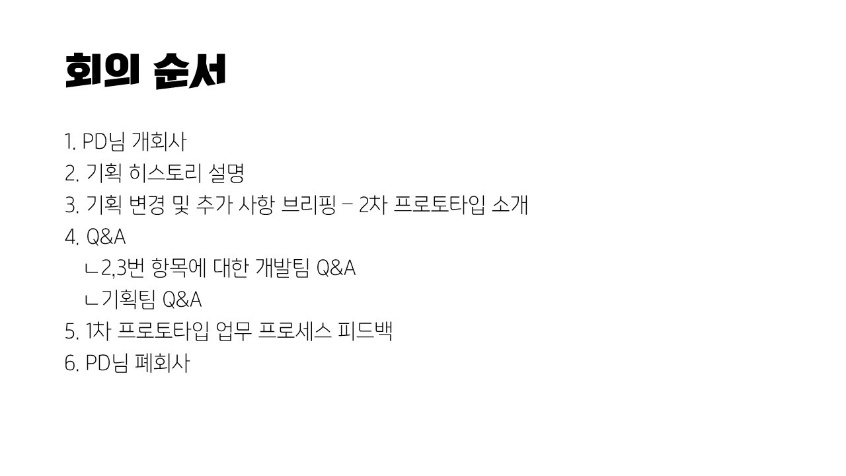 회의 순서
1. PD님 개회사
2. 기획 히스토리 설명
3. 기획 변경 및 추가 사항 브리핑 – 2차 프로토타입 소개
4. Q&A
ㄴ2,3번 항목에 대한 개발팀 Q&A
ㄴ기획팀 Q&A
5. 1차 프로토타입 업무 프로세스 피드백
6. PD님 폐회사